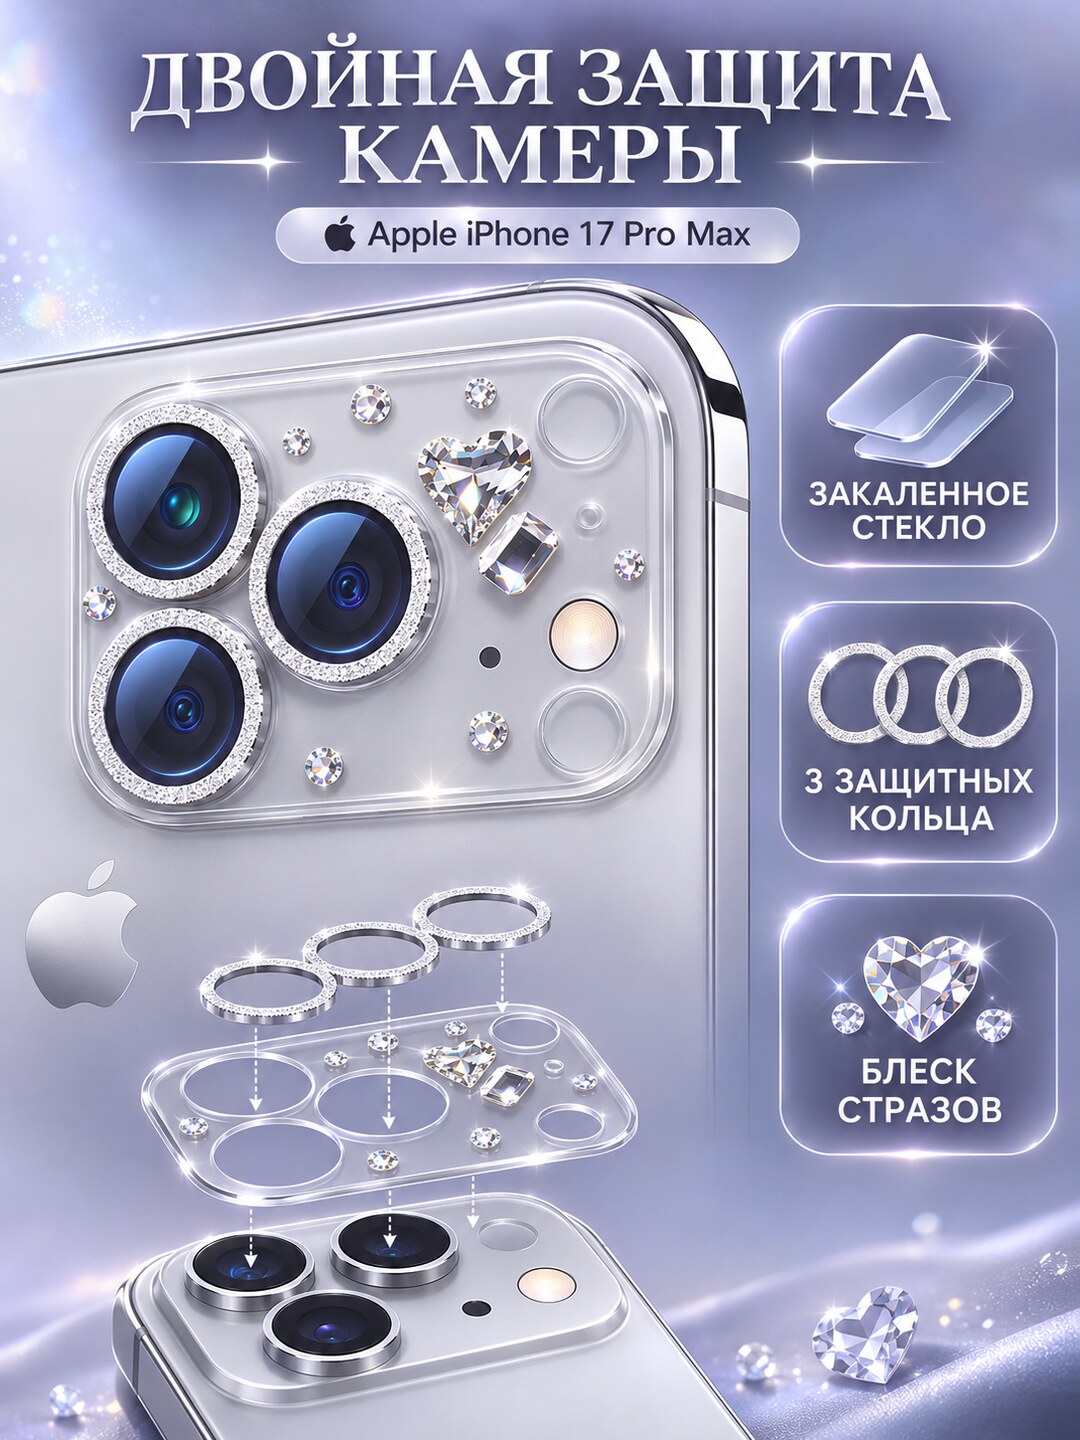 ДВОЙНАЯ ЗАЩИТА
КАМЕРЫ
Apple iPhone 17 Pro Max
ЗАКАЛЕННОЕ
СТЕКЛО
3 ЗАЩИТНЫХ
КОЛЬЦА
БЛЕСК
СТРАЗОВ